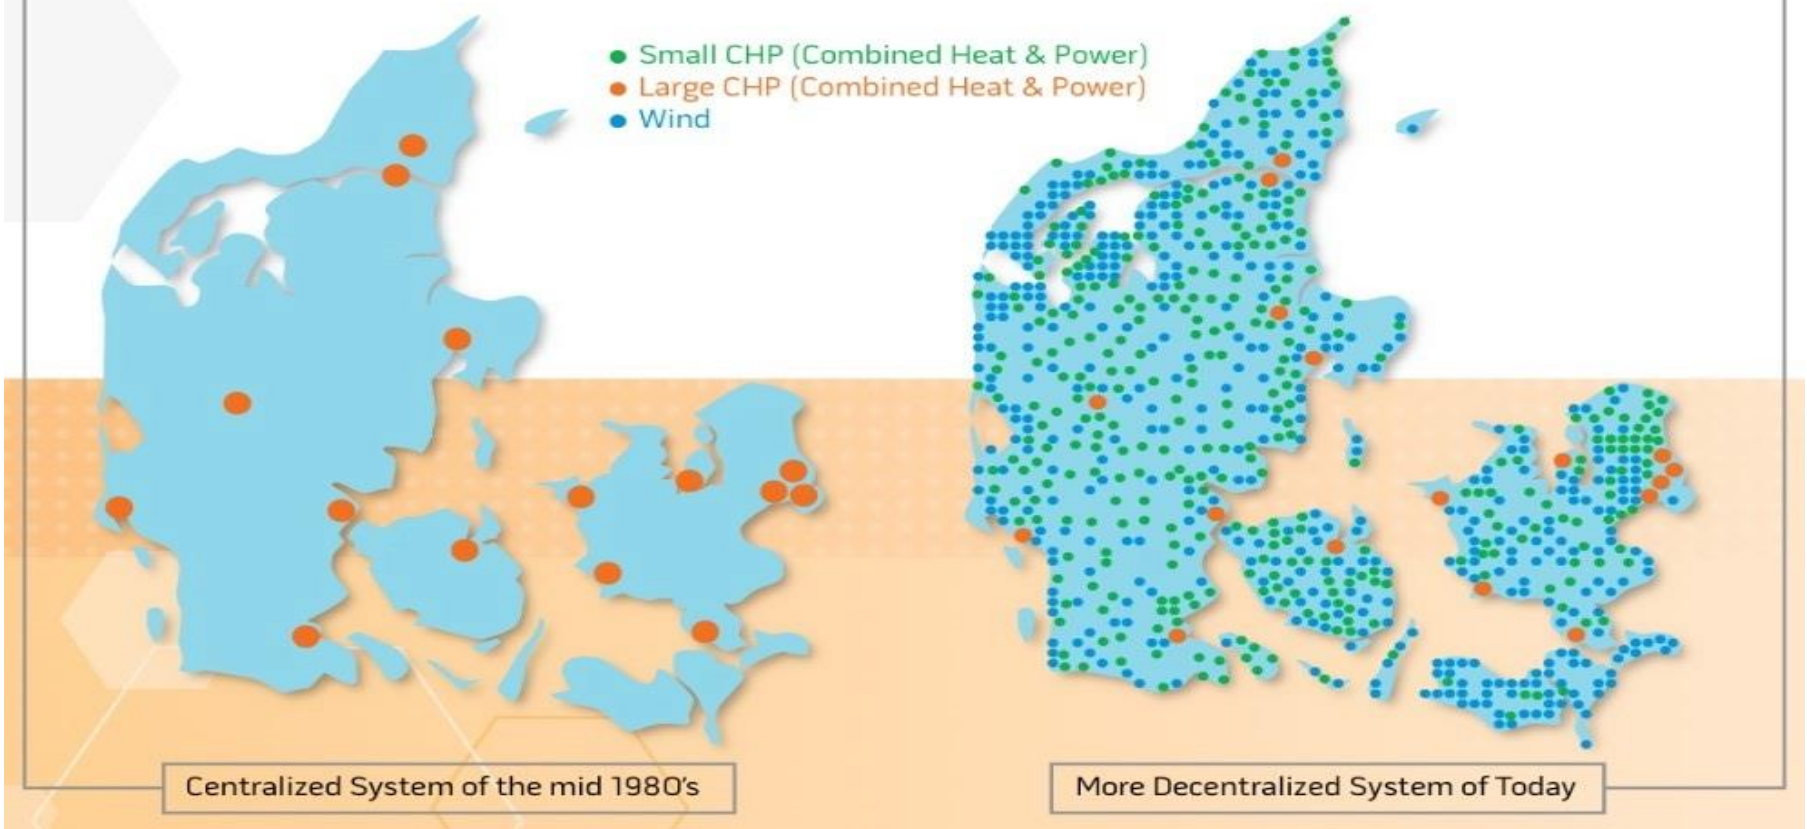 Small CHP (Combined Heat & Power)
Large CHP (Combined Heat & Power)
Wind
Centralized System of the mid 1980's
More Decentralized System of Today